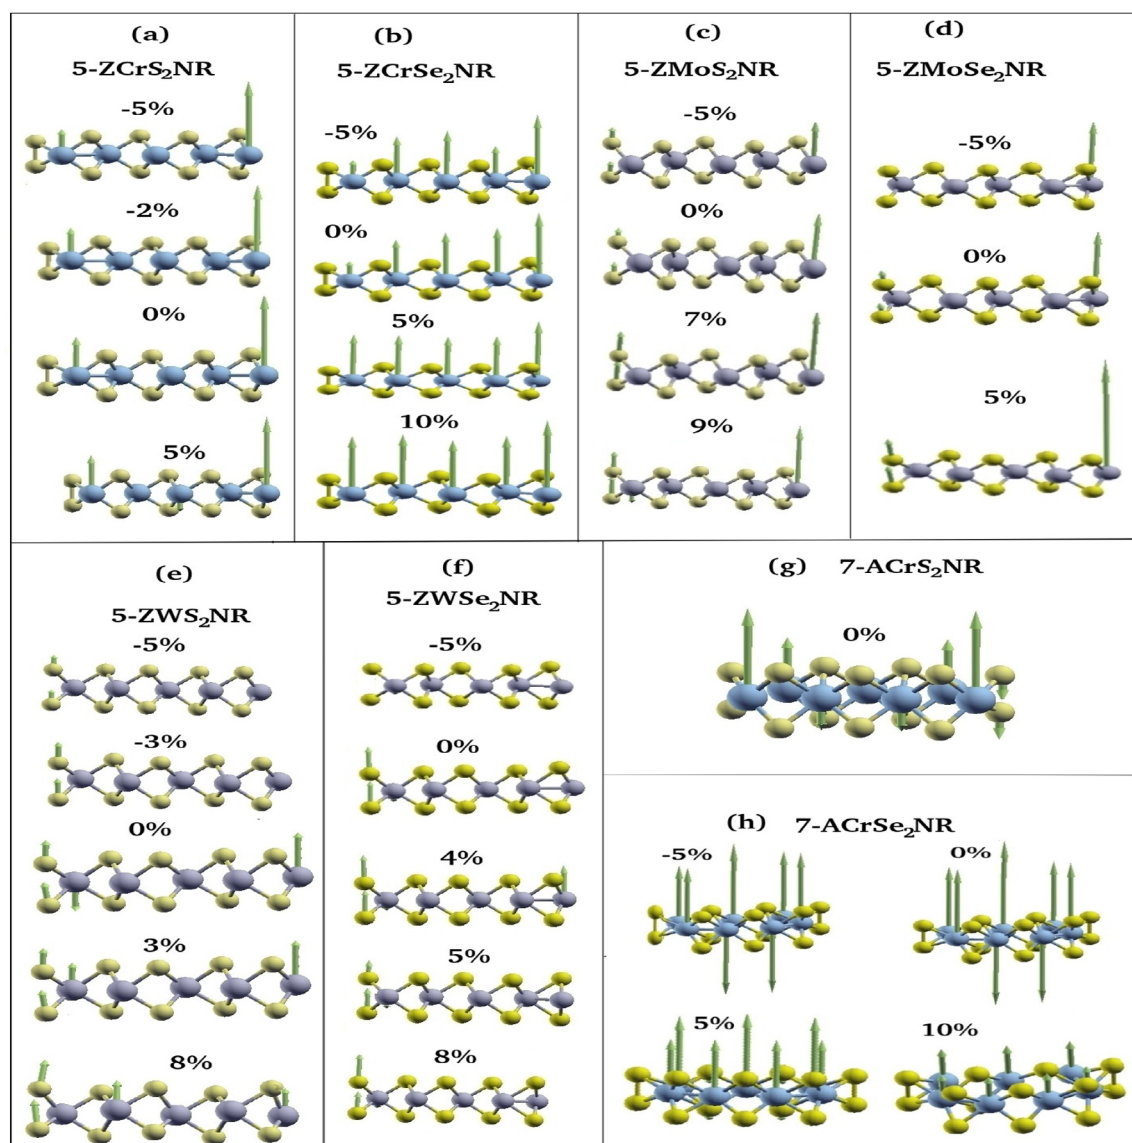 (a)
5-ZCrS₂NR
-5%
-2%
0%
5%
(b)
5-ZCrSe₂NR
-5%
0%
5%
10%
(c)
5-ZMoS₂NR
-5%
0%
7%
9%
(d)
5-ZMoSe₂NR
-5%
0%
5%
(e)
5-ZWS₂NR
-5%
-3%
0%
3%
8%
(f)
5-ZWSe₂NR
-5%
0%
4%
5%
8%
(g) 7-ACrS₂NR
0%
(h) 7-ACrSe₂NR
-5% 0%
5% 10%